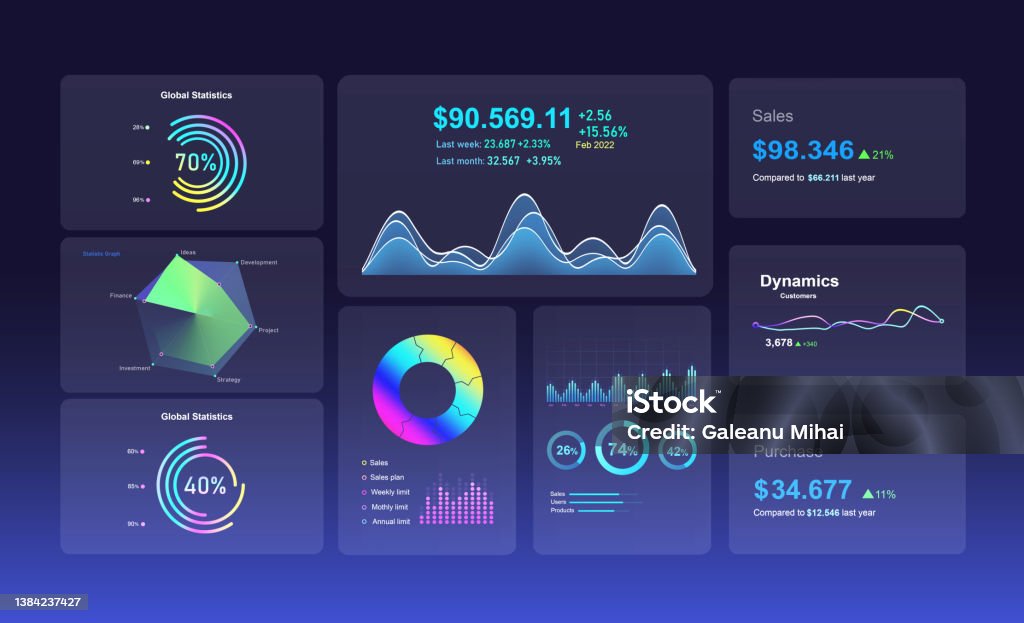 Global Statistics
28%
69%
96%
70%
Statistic Graph
Ideas
Development
Finance
Project
Investment
Strategy
Global Statistics
60%
85%
90%
40%
$90.569.11
+2.56
+15.56%
Last week: 23.687 +2.33%
Feb 2022
Last month: 32.567 +3.95%
Sales
Sales plan
Weekly limit
Mothly limit
Annual limit
26%
74%
42%
Sales
Users
Products
Sales
$98.346 21%
Compared to $66.211 last year
Dynamics
Customers
3,678 +340
iStock™
Credit: Galeanu Mihai
Purchase
$34.677 11%
Compared to $12.546 last year
1384237427